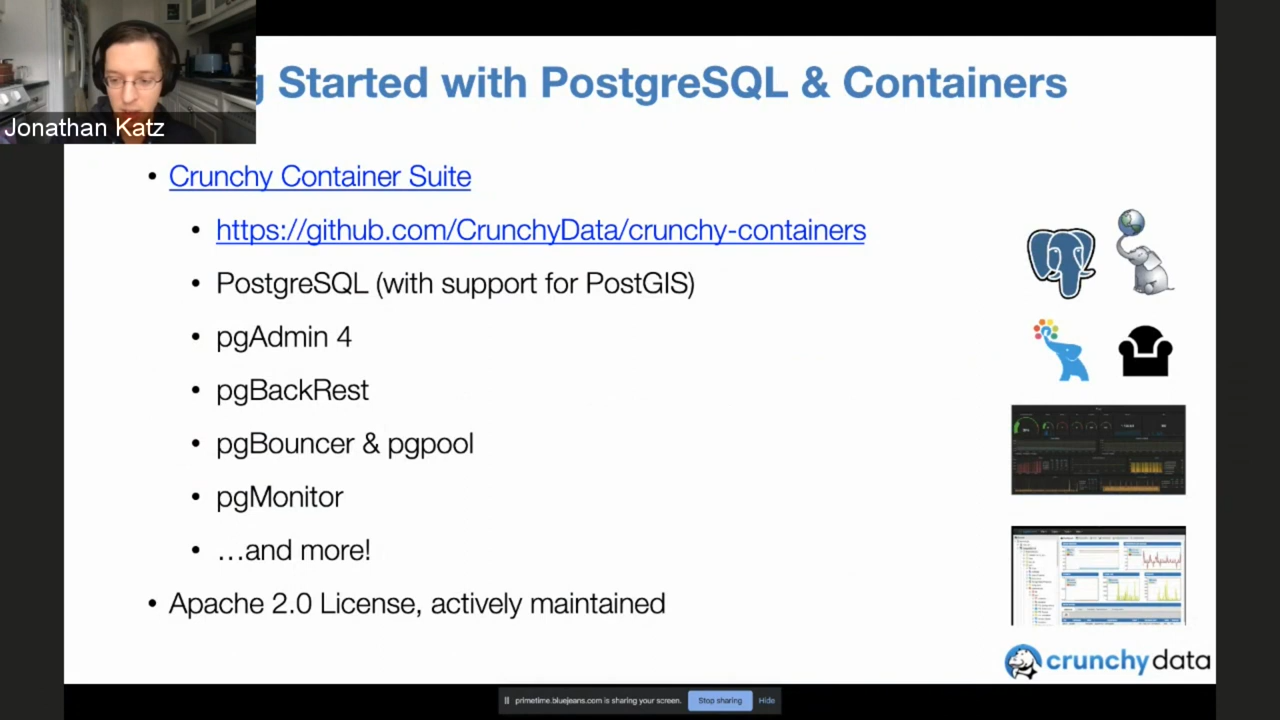 g Started with PostgreSQL & Containers
Jonathan Katz
• Crunchy Container Suite
• https://github.com/CrunchyData/crunchy-containers
• PostgreSQL (with support for PostGIS)
• pgAdmin 4
• pgBackRest
• pgBouncer & pgpool
• pgMonitor
• …and more!
• Apache 2.0 License, actively maintained
crunchydata
primetime.bluejeans.com is sharing your screen. Stop sharing Hide